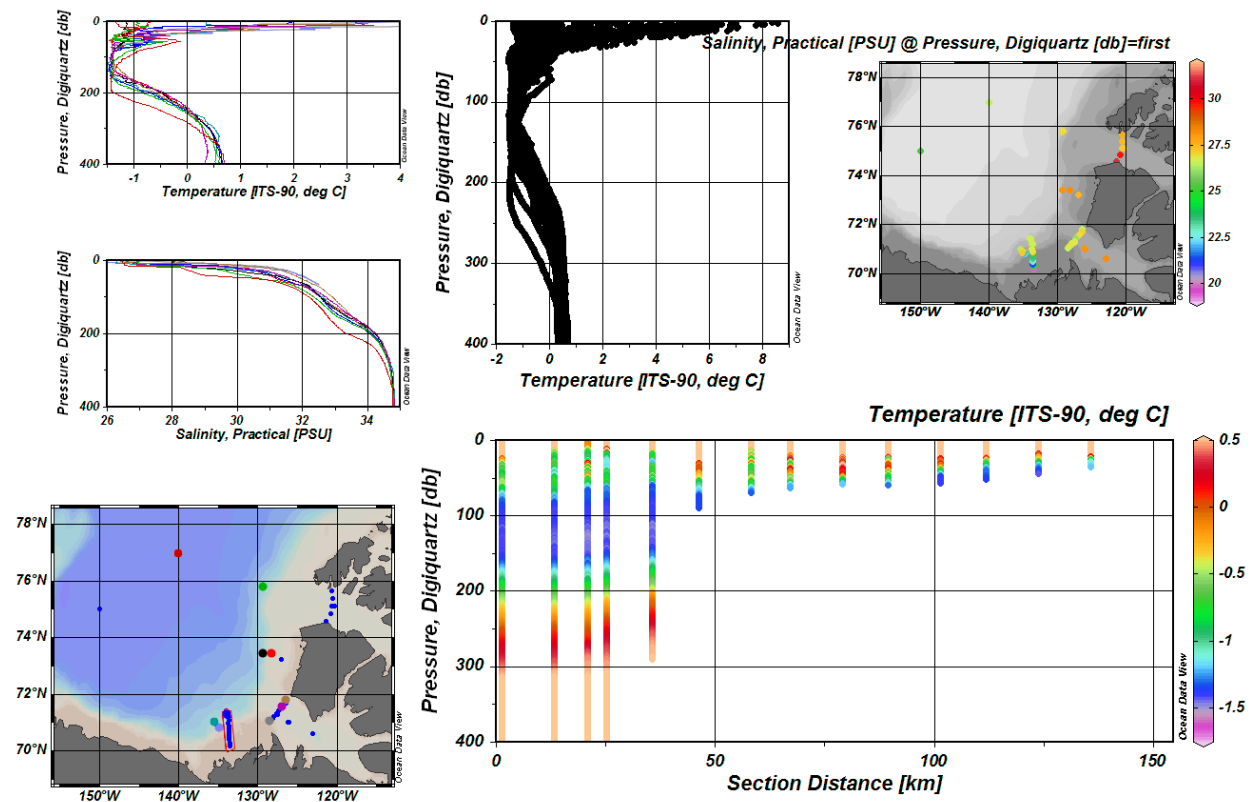 0
200
400
Pressure, Digiquartz [db]
-1
0
1
2
3
4
Temperature [ITS-90, deg C]
Ocean Data View
0
200
400
Pressure, Digiquartz [db]
26
28
30
32
34
Salinity, Practical [PSU]
Ocean Data View
0
100
200
300
400
Pressure, Digiquartz [db]
-2
0
2
4
6
8
Temperature [ITS-90, deg C]
Ocean Data View
Salinity, Practical [PSU] @ Pressure, Digiquartz [db]=first
78°N
76°N
74°N
72°N
70°N
150°W
140°W
130°W
120°W
Ocean Data View
30
27.5
25
22.5
20
78°N
76°N
74°N
72°N
70°N
150°W
140°W
130°W
120°W
Ocean Data View
Temperature [ITS-90, deg C]
0
100
200
300
400
Pressure, Digiquartz [db]
0
50
100
150
Section Distance [km]
Ocean Data View
0.5
0
-0.5
-1
-1.5